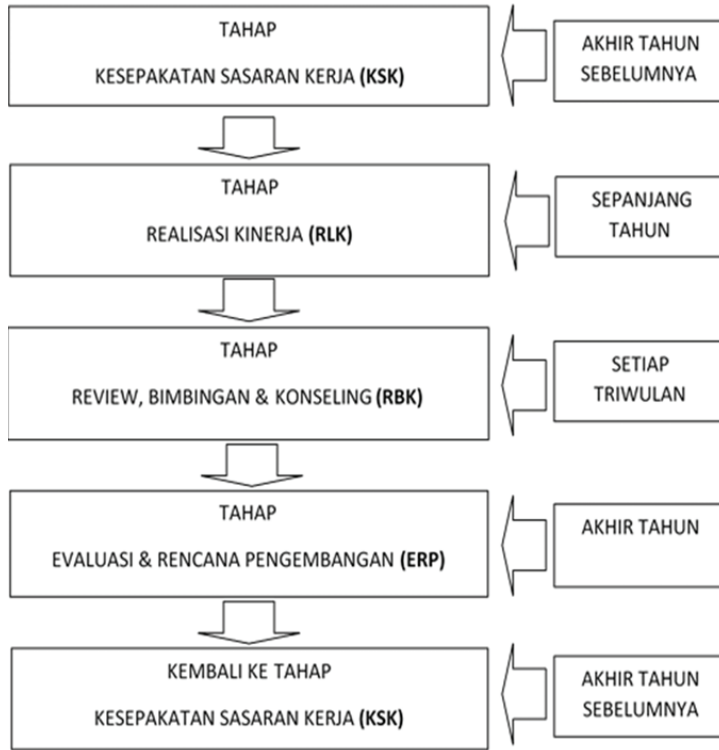 TAHAP
KESEPAKATAN SASARAN KERJA (KSK)
AKHIR TAHUN
SEBELUMNYA
TAHAP
REALISASI KINERJA (RLK)
SEPANJANG
TAHUN
TAHAP
REVIEW, BIMBINGAN & KONSELING (RBK)
SETIAP
TRIWULAN
TAHAP
EVALUASI & RENCANA PENGEMBANGAN (ERP)
AKHIR TAHUN
KEMBALI KE TAHAP
KESEPAKATAN SASARAN KERJA (KSK)
AKHIR TAHUN
SEBELUMNYA